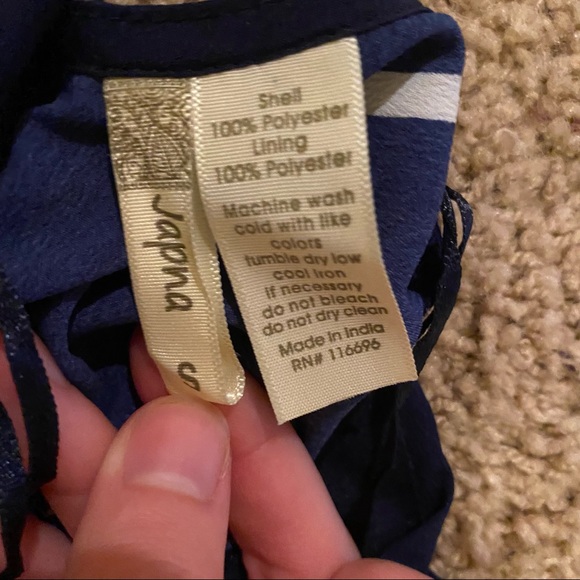 Japna
S
Shell
100% Polyester
Lining
100% Polyester
Machine wash
cold with like
colors
tumble dry low
cool iron
if necessary
do not bleach
do not dry clean
Made in India
RN# 116696